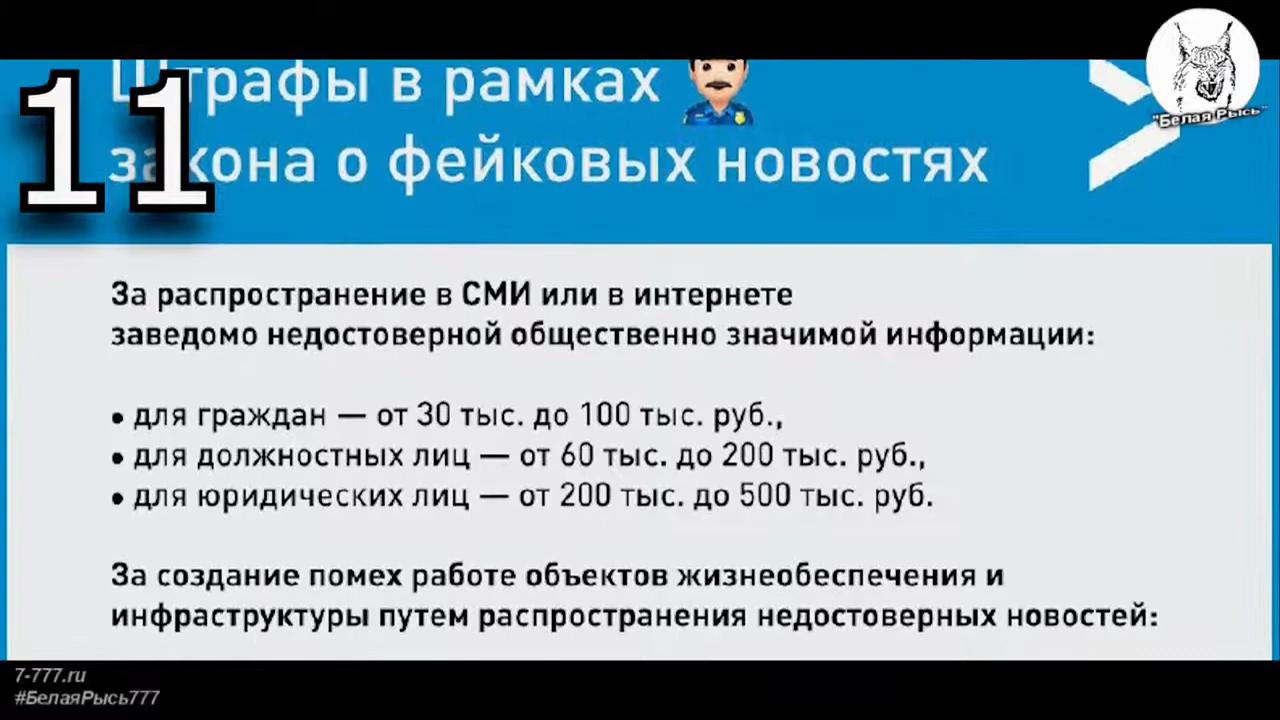 11
Штрафы в рамках
закона о фейковых новостях
"Белая Рысь"
За распространение в СМИ или в интернете
заведомо недостоверной общественно значимой информации:
• для граждан — от 30 тыс. до 100 тыс. руб.,
• для должностных лиц — от 60 тыс. до 200 тыс. руб.,
• для юридических лиц — от 200 тыс. до 500 тыс. руб.
За создание помех работе объектов жизнеобеспечения и
инфраструктуры путем распространения недостоверных новостей:
7-777.ru
#БелаяРысь777